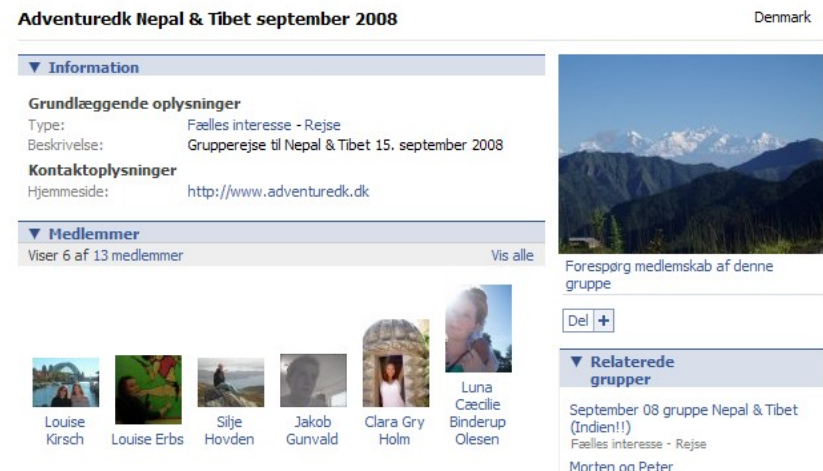 Adventuredk Nepal & Tibet september 2008
Denmark
▼ Information
Grundlæggende oplysninger
Type: Fælles interesse - Rejse
Beskrivelse: Grupperejse til Nepal & Tibet 15. september 2008
Kontaktoplysninger
Hjemmeside: http://www.adventuredk.dk
▼ Medlemmer
Viser 6 af 13 medlemmer
Vis alle
Louise
Kirsch
Louise Erbs
Silje
Hovden
Jakob
Gunvald
Clara Gry
Holm
Luna
Cæcilie
Binderup
Olesen
Forespørg medlemskab af denne
gruppe
Del +
▼ Relaterede
grupper
September 08 gruppe Nepal & Tibet
(Indien!!)
Fælles interesse - Rejse
Morten og Peter